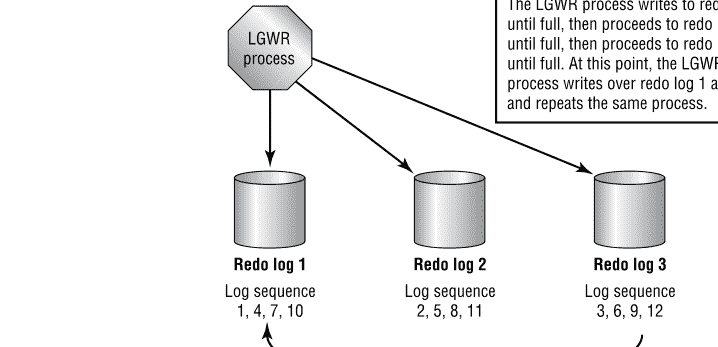 The LGWR process writes to
until full, then proceeds to redo
until full, then proceeds to redo
until full. At this point, the LGWR
process writes over redo log 1
and repeats the same process.
LGWR
process
Redo log 1
Log sequence
1, 4, 7, 10
Redo log 2
Log sequence
2, 5, 8, 11
Redo log 3
Log sequence
3, 6, 9, 12